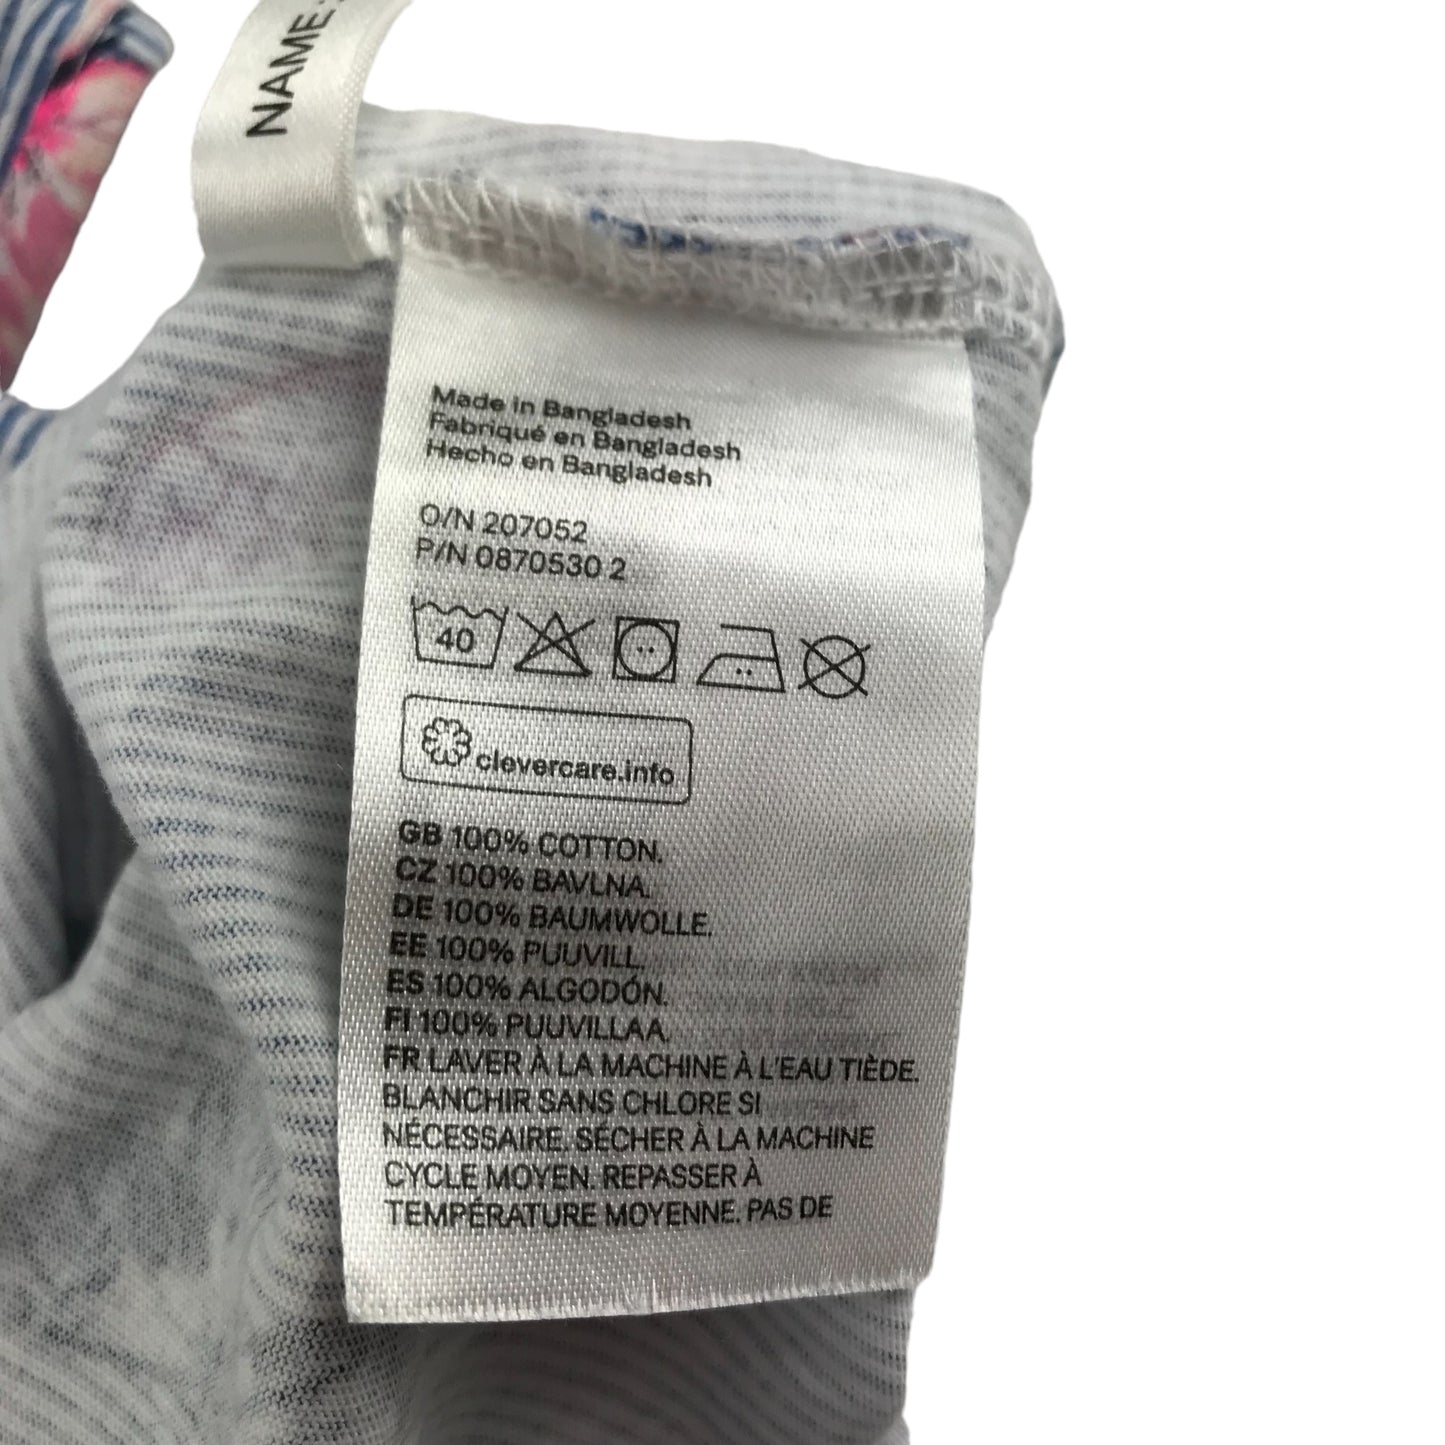 NAME:
Made in Bangladesh
Fabriqué en Bangladesh
Hecho en Bangladesh
O/N 207052
P/N 0870530 2
40
clevercare.info
GB 100% COTTON.
CZ 100% BAVLNA.
DE 100% BAUMWOLLE.
EE 100% PUUVILL.
ES 100% ALGODÓN.
FI 100% PUUVILLAA.
FR LAVER À LA MACHINE À L'EAU TIÈDE.
BLANCHIR SANS CHLORE SI
NÉCESSAIRE. SÉCHER À LA MACHINE
CYCLE MOYEN. REPASSER À
TEMPÉRATURE MOYENNE. PAS DE